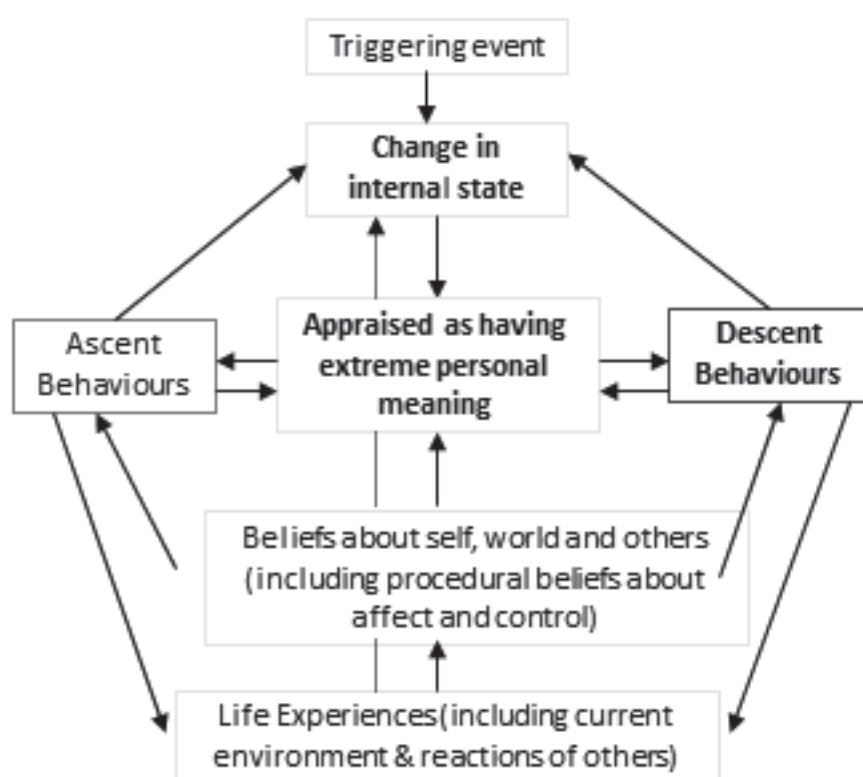 Triggering event
Change in
internal state
Appraised as having
extreme personal
meaning
Ascent
Behaviours
Descent
Behaviours
Beliefs about self, world and others
(including procedural beliefs about
affect and control)
Life Experiences(including current
environment & reactions of others)